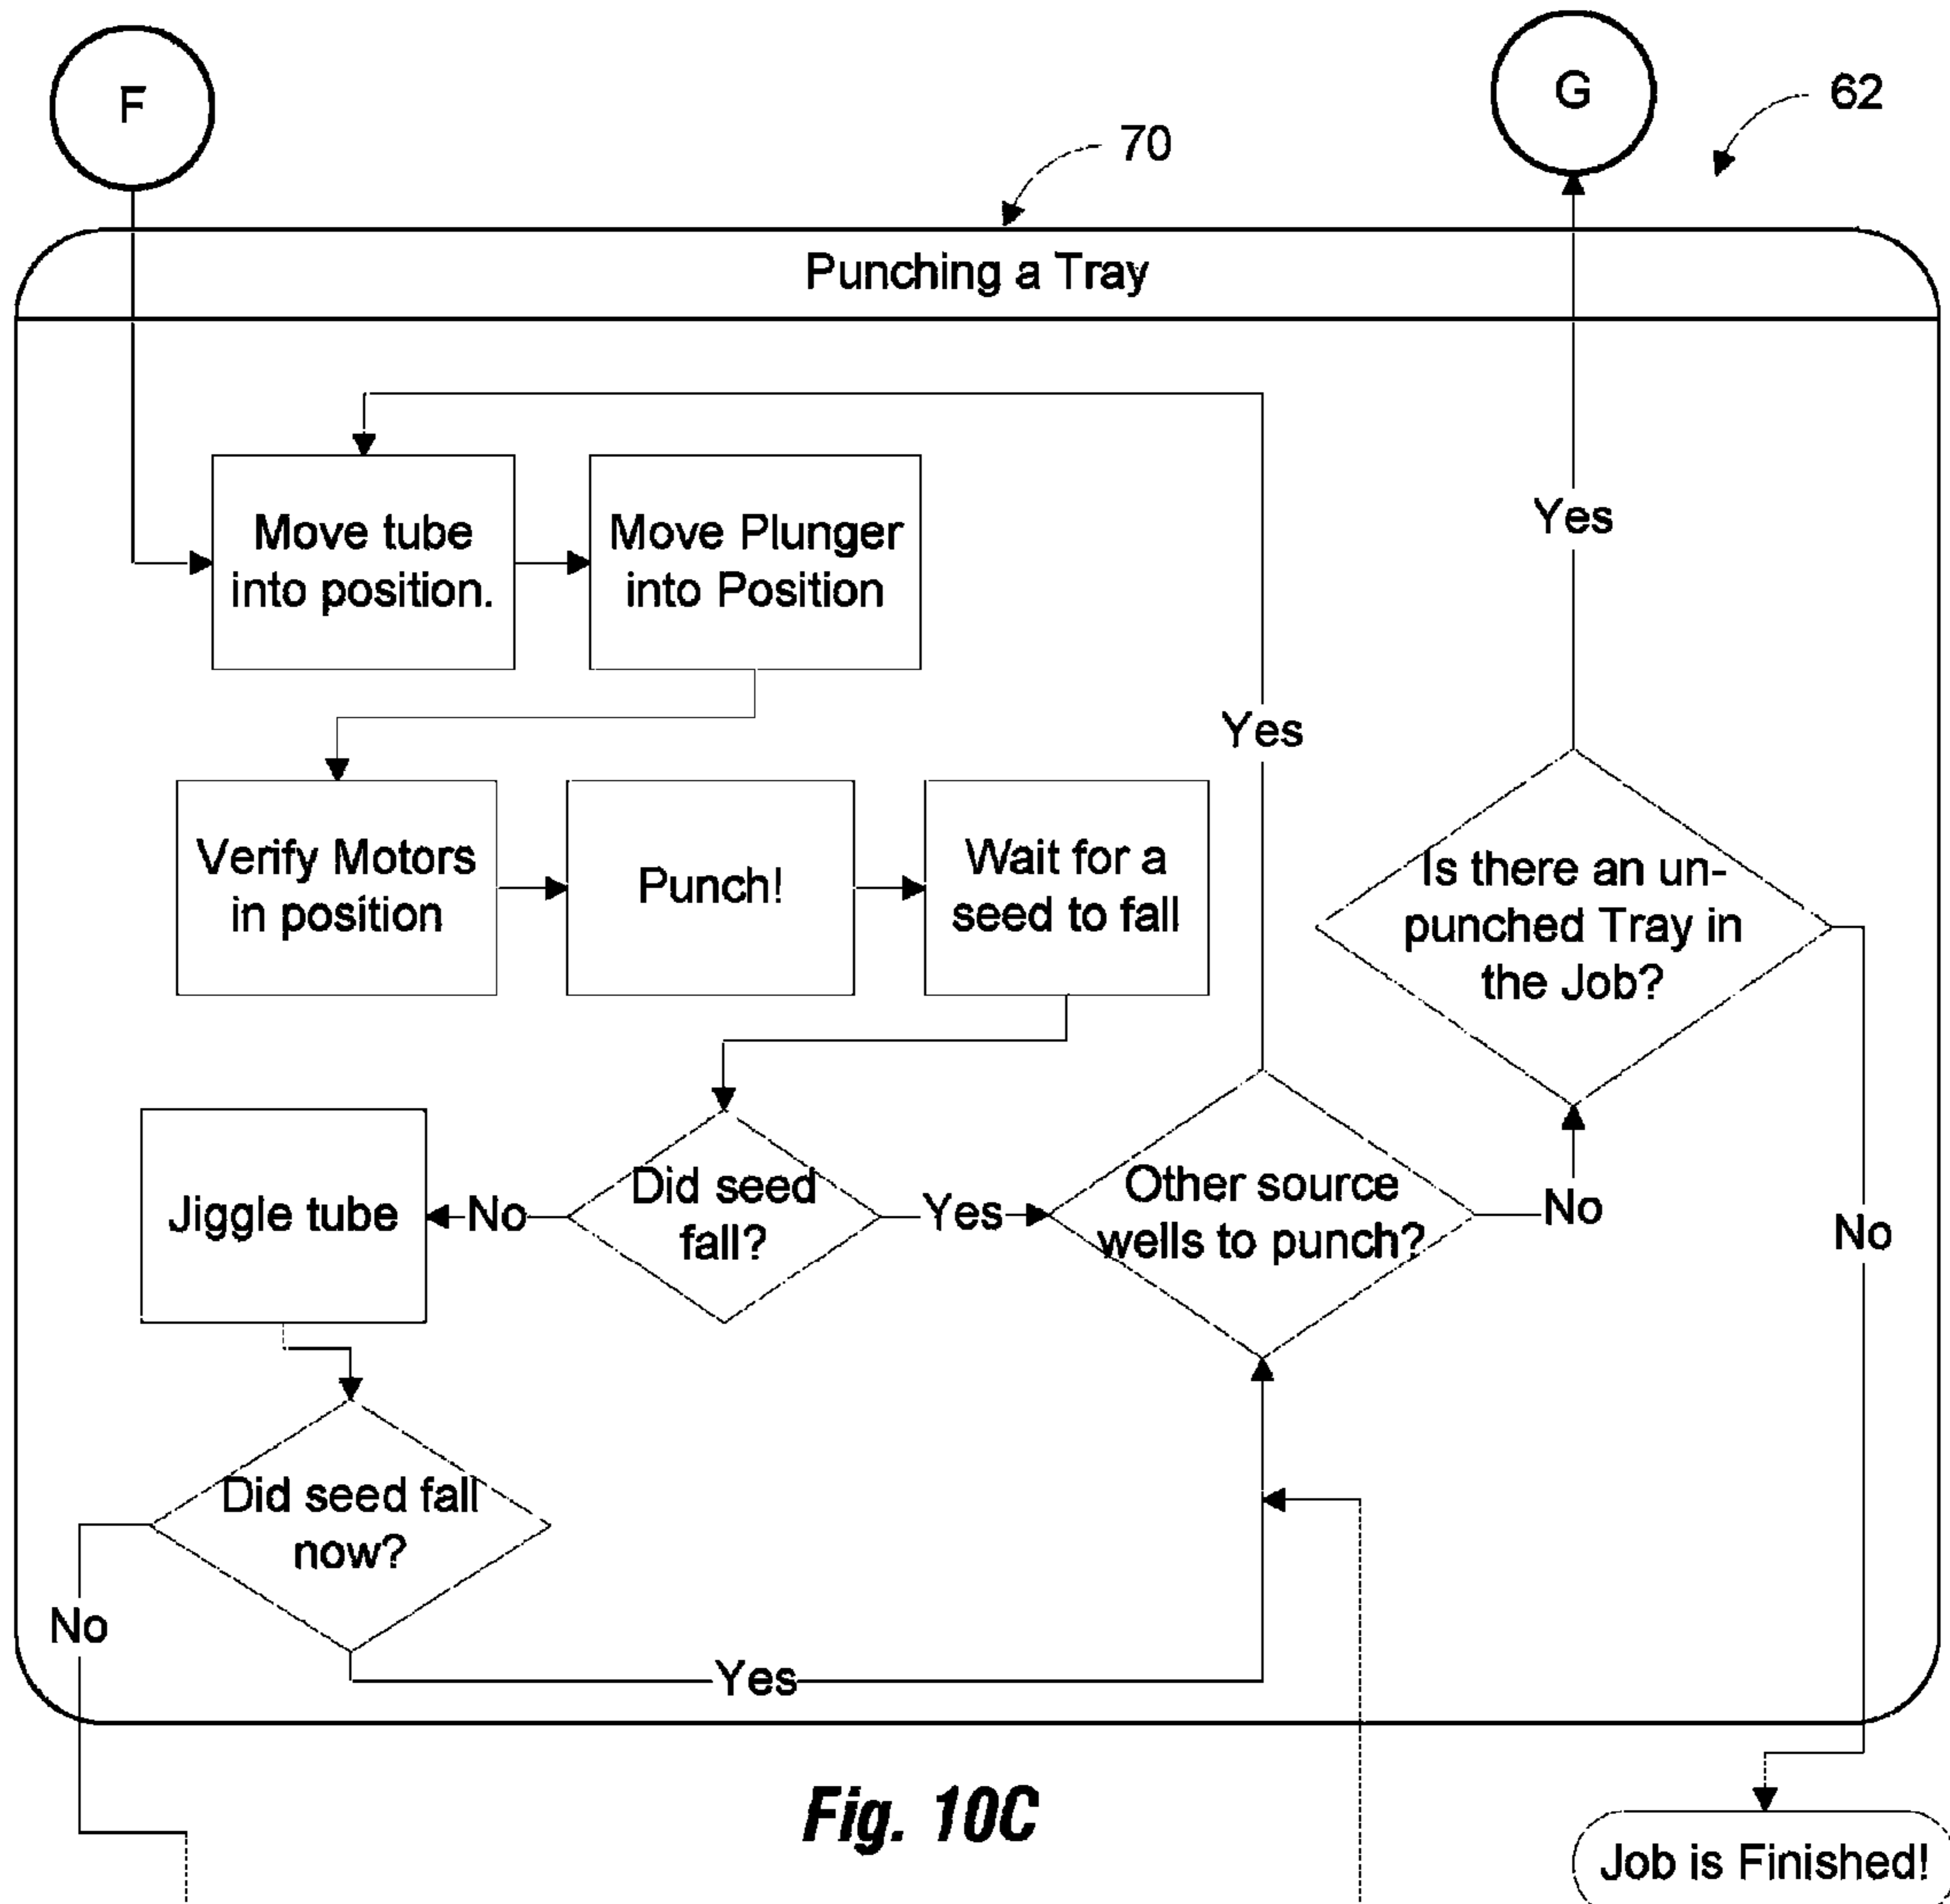 F
G
62
70
Punching a Tray
Move tube
into position.
Move Plunger
into Position
Yes
Yes
Verify Motors
in position
Punch!
Wait for a
seed to fall
Is there an un-
punched Tray in
the Job?
Jiggle tube
No
Did seed
fall?
Yes
Other source
wells to punch?
No
No
Did seed fall
now?
No
Yes
Fig. 10C
Job is Finished!